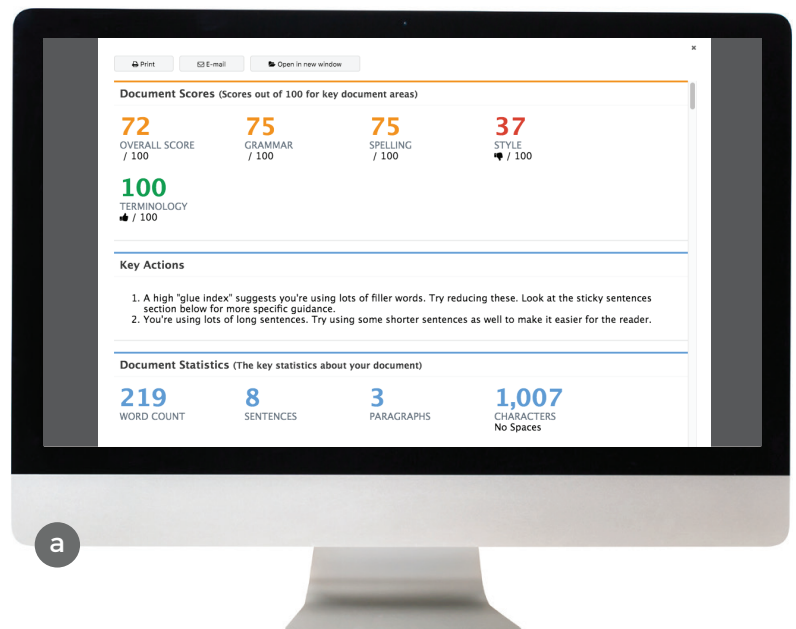 ×
Print E-mail Open in new window
Document Scores (Scores out of 100 for key document areas)
72 75 75 37
OVERALL SCORE GRAMMAR SPELLING STYLE
/ 100 / 100 / 100 / 100
100
TERMINOLOGY
/ 100
Key Actions
1. A high "glue index" suggests you're using lots of filler words. Try reducing these. Look at the sticky sentences
section below for more specific guidance.
2. You're using lots of long sentences. Try using some shorter sentences as well to make it easier for the reader.
Document Statistics (The key statistics about your document)
219 8 3 1,007
WORD COUNT SENTENCES PARAGRAPHS CHARACTERS
No Spaces
a